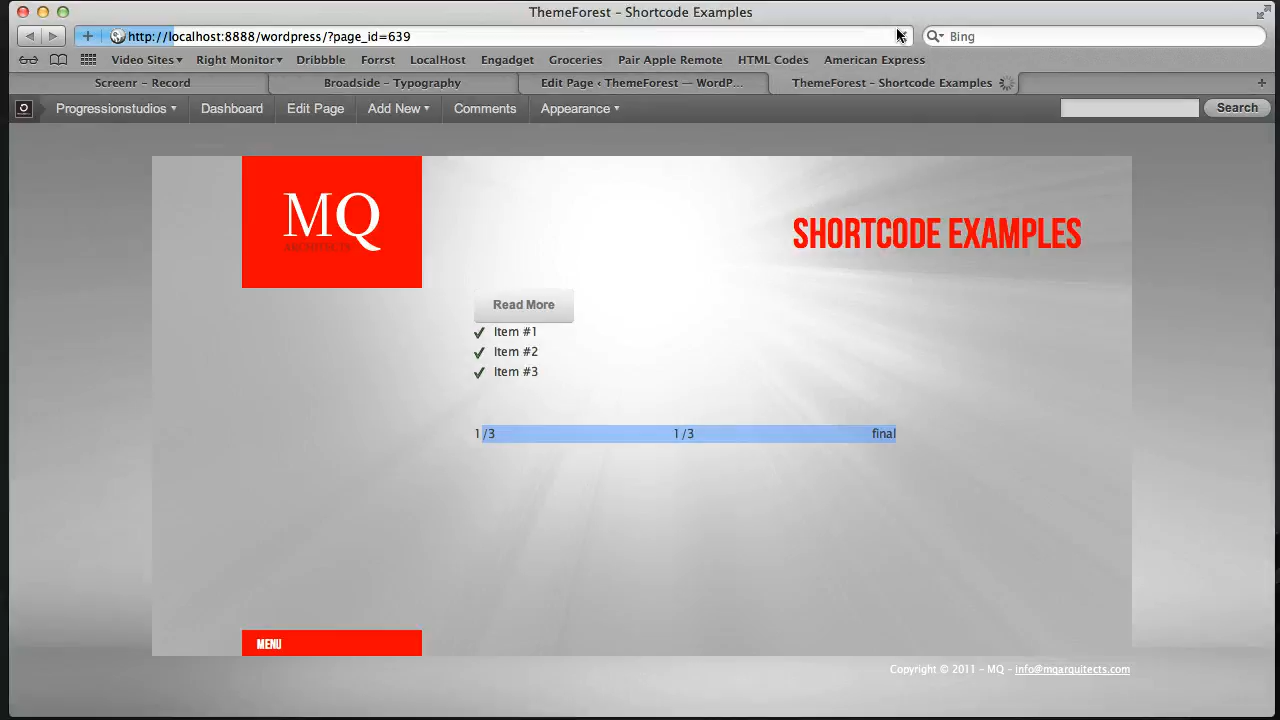 ThemeForest – Shortcode Examples
http://localhost:8888/wordpress/?page_id=639
Bing
Video Sites Right Monitor Dribbble Forrst LocalHost Engadget Groceries Pair Apple Remote HTML Codes American Express
Screenr – Record Broadside – Typography Edit Page ‹ ThemeForest — WordP... ThemeForest – Shortcode Examples
Progressionstudios Dashboard Edit Page Add New Comments Appearance Search
MQ
ARCHITECTS
SHORTCODE EXAMPLES
Read More
Item #1
Item #2
Item #3
1/3 1/3 final
MENU
Copyright © 2011 – MQ – info@mqarquitects.com